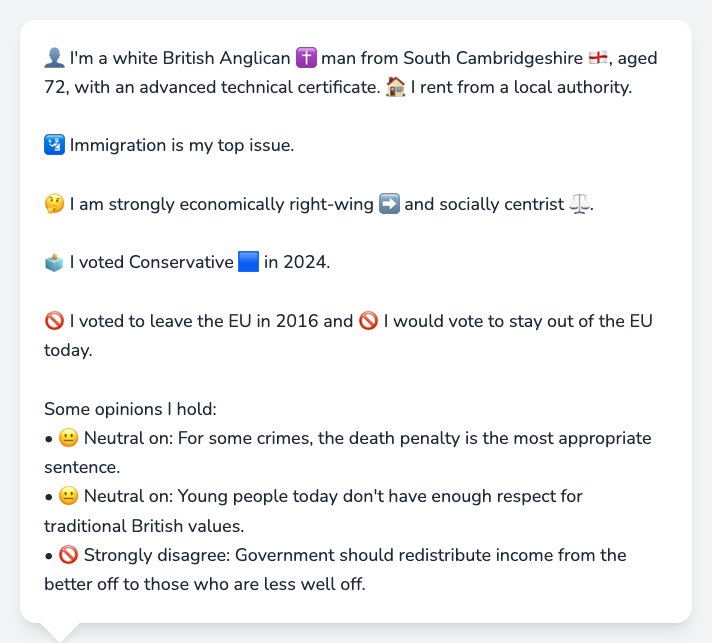 👤 I'm a white British Anglican ✝️ man from South Cambridgeshire 🏴󠁧󠁢󠁥󠁮󠁧󠁿, aged
72, with an advanced technical certificate. 🏠 I rent from a local authority.
🛂 Immigration is my top issue.
🤔 I am strongly economically right-wing ➡️ and socially centrist ⚖️.
🗳️ I voted Conservative 🟦 in 2024.
🚫 I voted to leave the EU in 2016 and 🚫 I would vote to stay out of the EU
today.
Some opinions I hold:
• 😐 Neutral on: For some crimes, the death penalty is the most appropriate
sentence.
• 😐 Neutral on: Young people today don't have enough respect for
traditional British values.
• 🚫 Strongly disagree: Government should redistribute income from the
better off to those who are less well off.